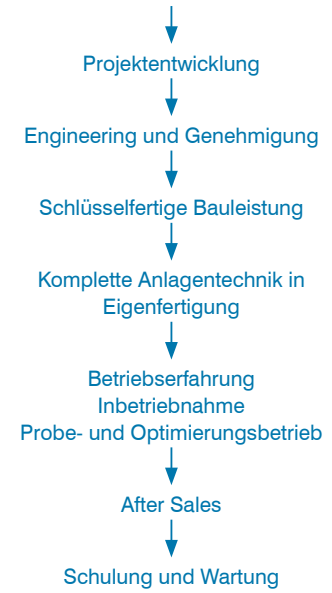 Projektentwicklung
Engineering und Genehmigung
Schlüsselfertige Bauleistung
Komplette Anlagentechnik in
Eigenfertigung
Betriebserfahrung
Inbetriebnahme
Probe- und Optimierungsbetrieb
After Sales
Schulung und Wartung